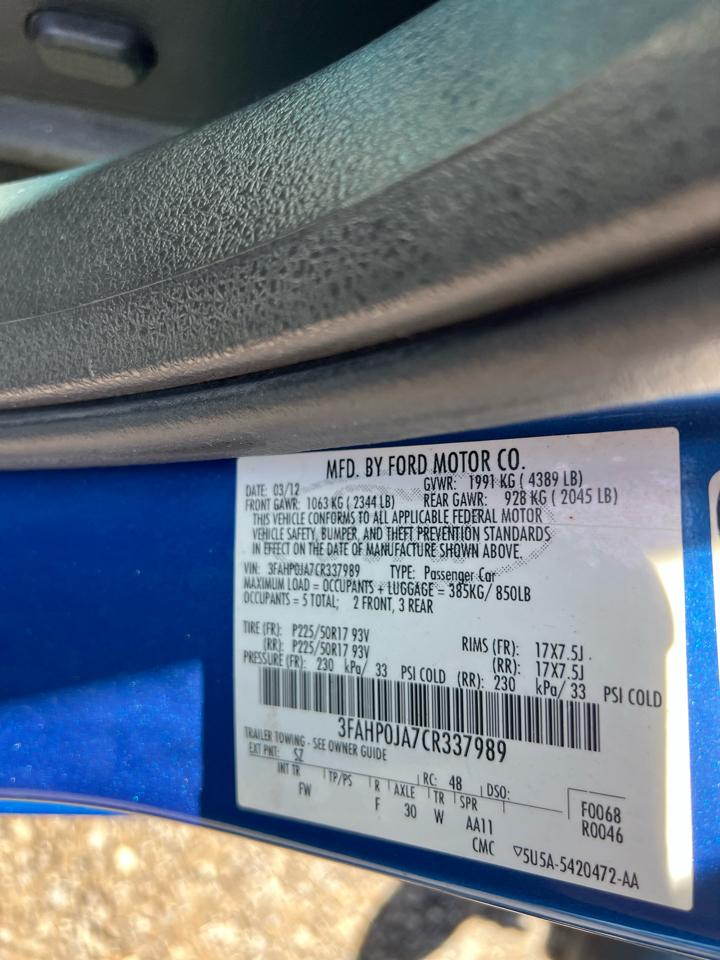 MFD. BY FORD MOTOR CO.
DATE: 03/12 GVWR: 1991 KG ( 4389 LB)
FRONT GAWR: 1063 KG ( 2344 LB) REAR GAWR: 928 KG ( 2045 LB)
THIS VEHICLE CONFORMS TO ALL APPLICABLE FEDERAL MOTOR
VEHICLE SAFETY, BUMPER, AND THEFT PREVENTION STANDARDS
IN EFFECT ON THE DATE OF MANUFACTURE SHOWN ABOVE.
VIN: 3FAHP0JA7CR337989 TYPE: Passenger Car
MAXIMUM LOAD = OCCUPANTS + LUGGAGE = 385KG/ 850LB
OCCUPANTS = 5 TOTAL; 2 FRONT, 3 REAR
TIRE (FR): P225/50R17 93V RIMS (FR): 17X7.5J
(RR): P225/50R17 93V (RR): 17X7.5J
PRESSURE (FR): 230 kPa/ 33 PSI COLD (RR): 230 kPa/ 33 PSI COLD
3FAHP0JA7CR337989
TRAILER TOWING - SEE OWNER GUIDE
EXT PNT: SZ RC: 4B DSO:
INT TR TP/PS R AXLE TR SPR F0068
FW F 30 W AA11 R0046
CMC ▽5U5A-5420472-AA